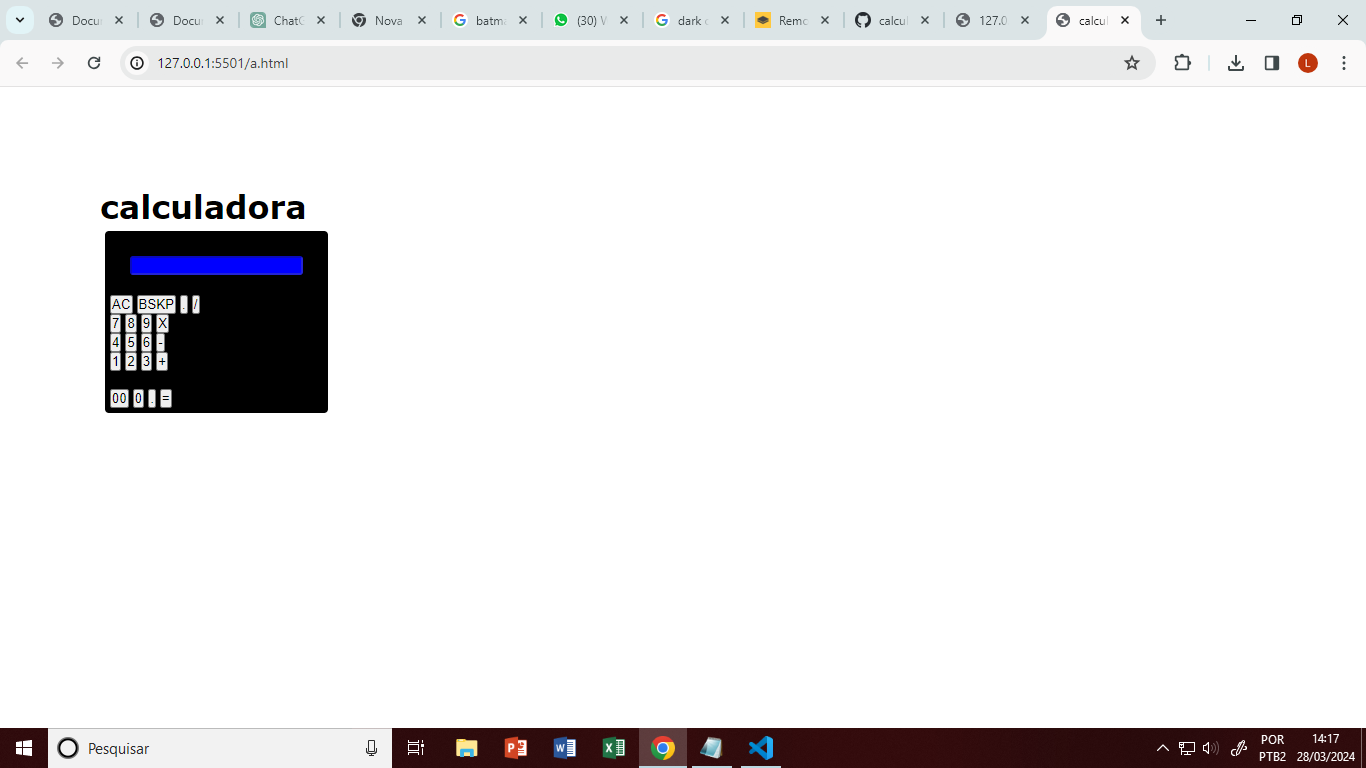 Docu Docu ChatG Nova batma (30) W dark c Remo calcul 127.0 calcul
127.0.0.1:5501/a.html
L
calculadora
AC BSKP . /
7 8 9 X
4 5 6 -
1 2 3 +
00 0 . =
Pesquisar
POR
PTB2
14:17
28/03/2024